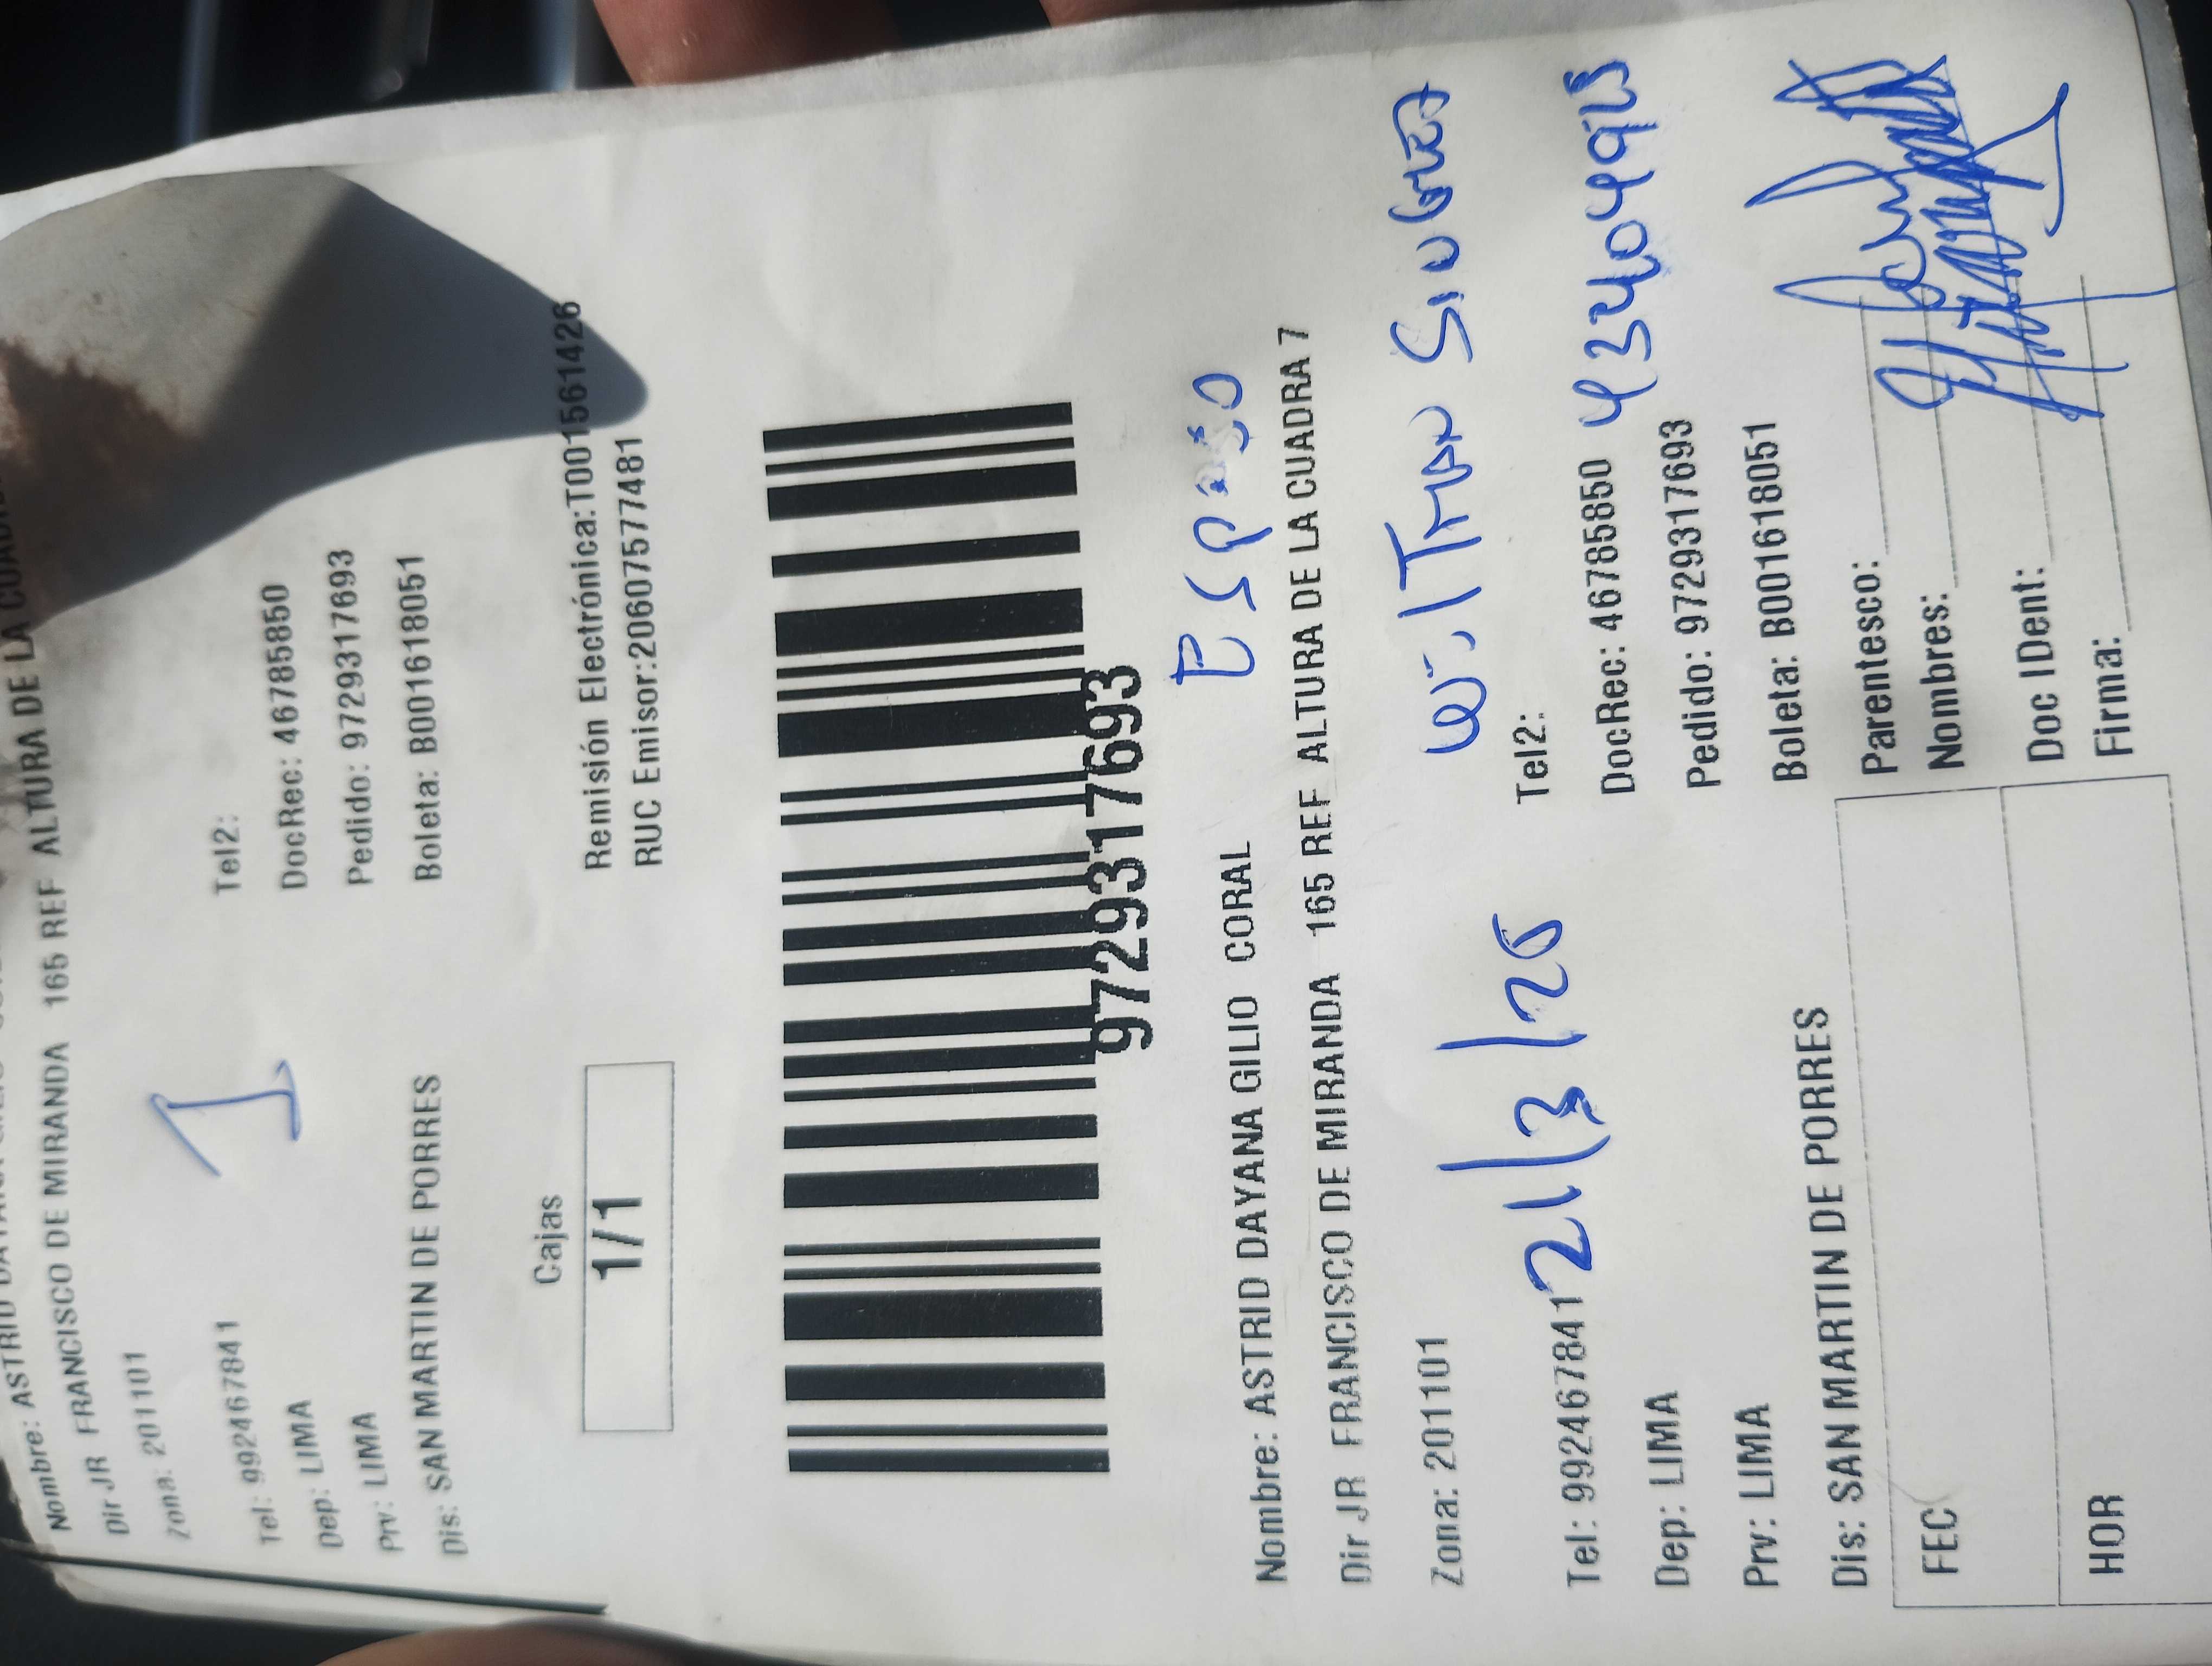 Nombre: ASTRID DAYANA
Dir JR FRANCISCO DE MIRANDA 165 REF ALTURA DE LA
Zona: 201101
1
Tel: 992467841 Tel2:
Dep: LIMA DocRec: 46785850
Prv: LIMA Pedido: 9729317693
Dis: SAN MARTIN DE PORRES Boleta: B001618051
Cajas
1/1
Remisión Electrónica:T0015561426
RUC Emisor:20607577481
9729317693
Esposo
Nombre: ASTRID DAYANA GILIO CORAL
Dir JR FRANCISCO DE MIRANDA 165 REF ALTURA DE LA CUADRA 7
Zona: 201101
Tel: 992467841 21/3/25 Tel2:
Dep: LIMA DocRec: 46785850
Prv: LIMA Pedido: 9729317693
Dis: SAN MARTIN DE PORRES Boleta: B001618051
FEC
HOR
Parentesco:
Nombres:
Doc IDent:
Firma: